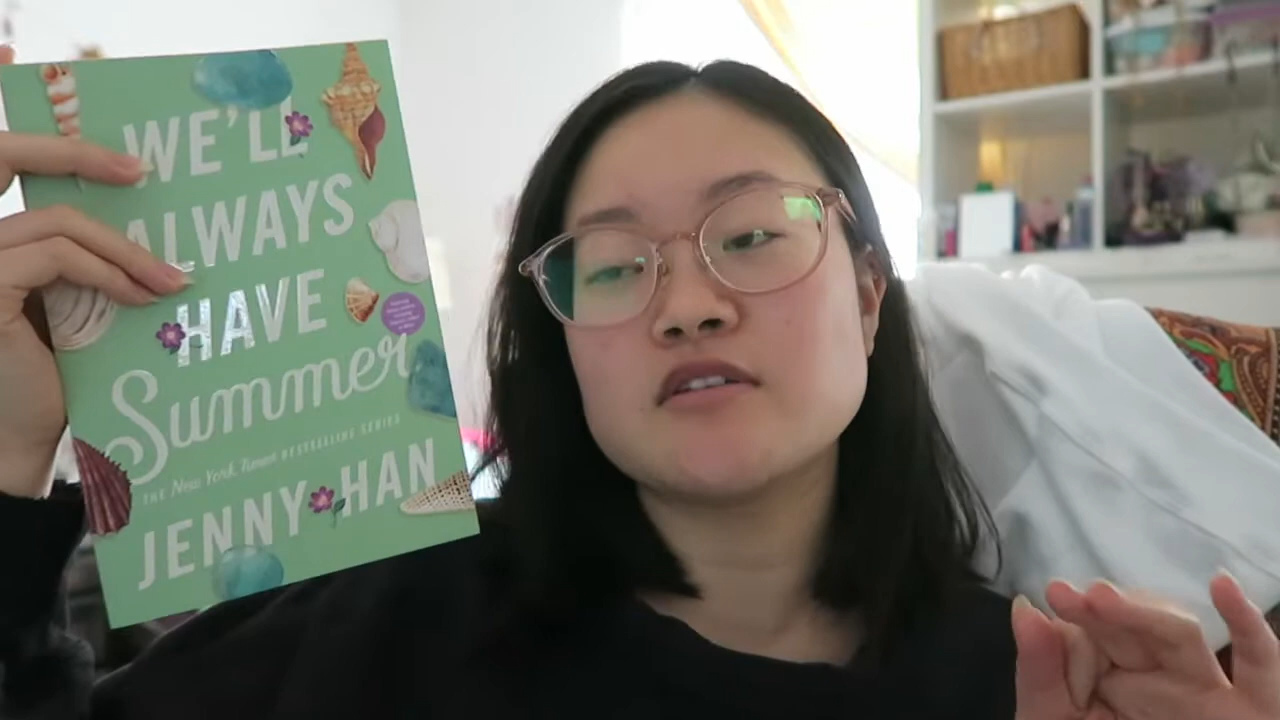 WE'LL
ALWAYS
HAVE
Summer
THE New York Times BESTSELLING SERIES
JENNY HAN